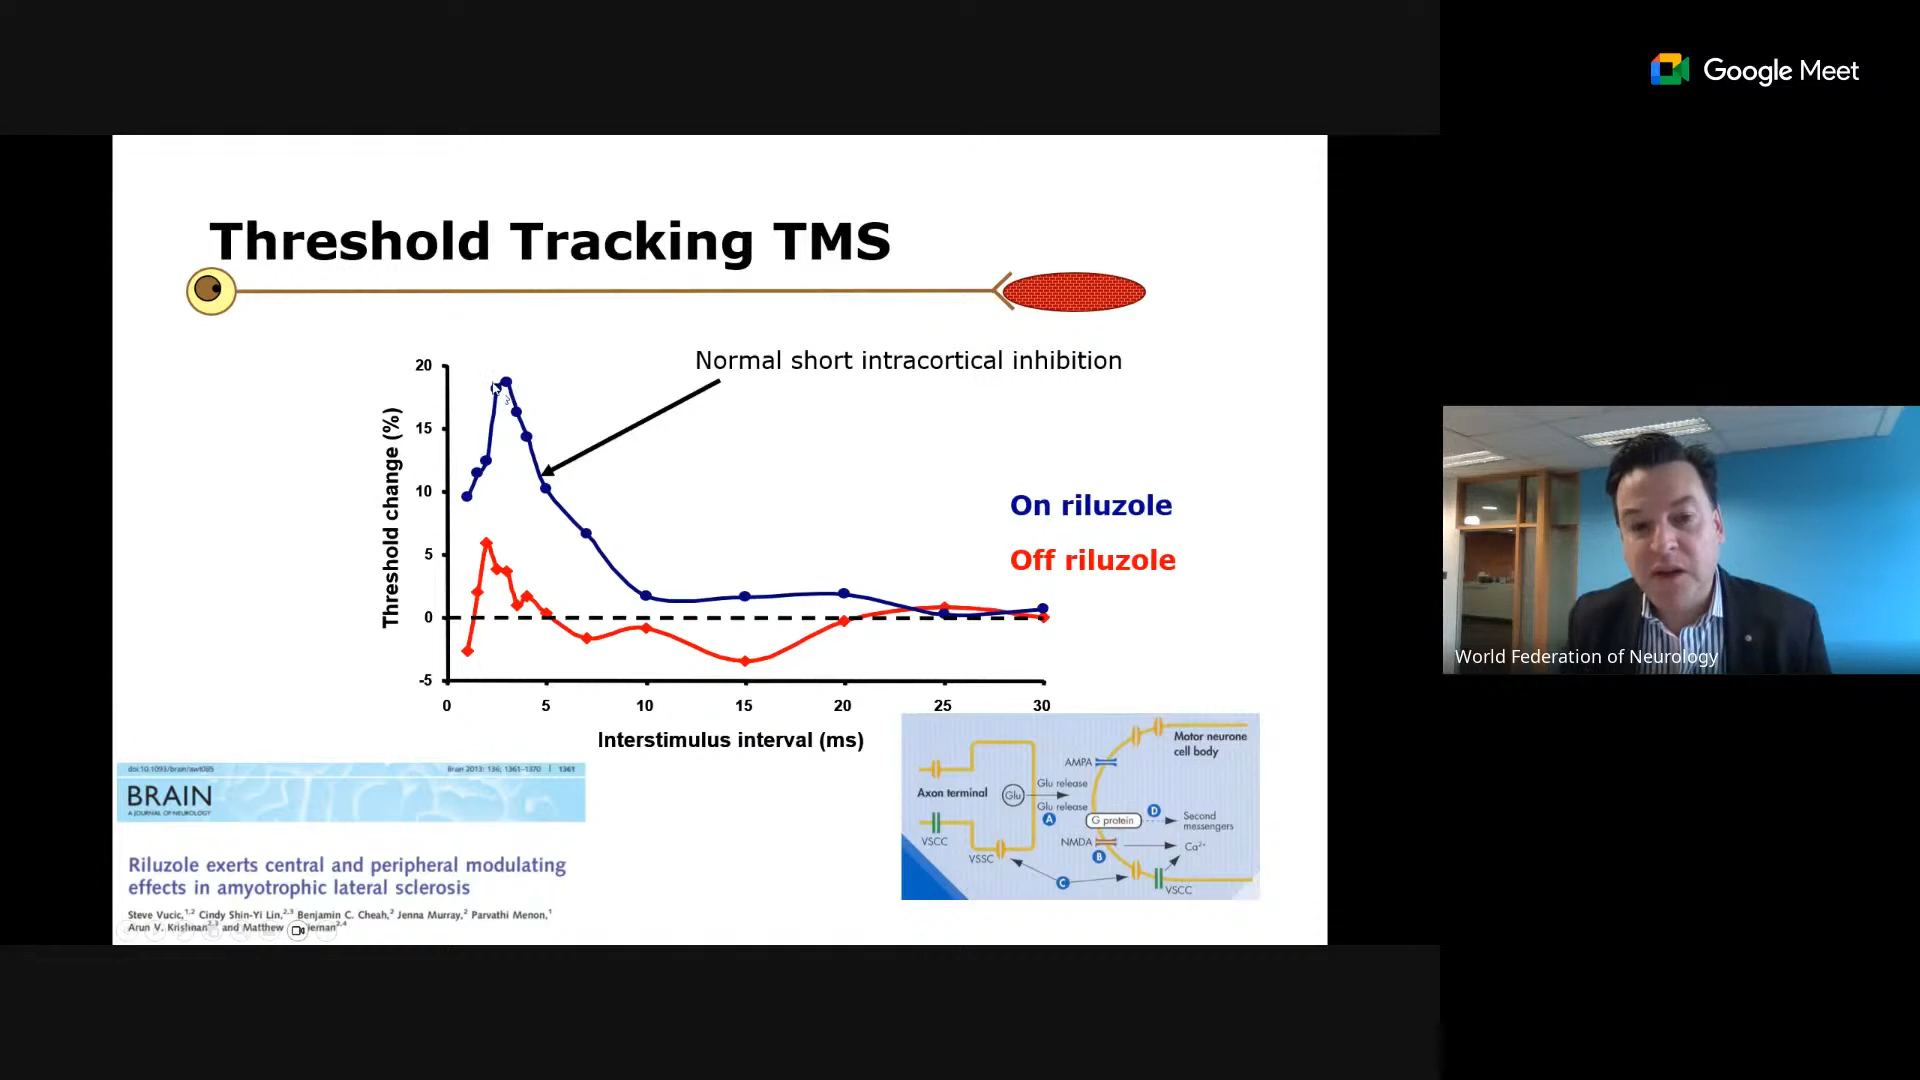 Google Meet
Threshold Tracking TMS
Normal short intracortical inhibition
Threshold change (%)
20
15
10
5
0
-5
On riluzole
Off riluzole
0 5 10 15 20 25 30
Interstimulus interval (ms)
World Federation of Neurology
doi:10.1093/brain/awt085 Brain 2013: 136; 1361–1370 | 1361
BRAIN
A JOURNAL OF NEUROLOGY
Riluzole exerts central and peripheral modulating
effects in amyotrophic lateral sclerosis
Steve Vucic,1,2 Cindy Shin-Yi Lin,2,3 Benjamin C. Cheah,2 Jenna Murray,2 Parvathi Menon,1
Arun V. Krishnan2,3 and Matthew iernan2,4
Motor neurone
cell body
AMPA
Axon terminal
Glu
Glu release
Glu release
A
G protein
D
Second
messengers
VSCC
VSSC
NMDA
B
Ca2+
C
VSCC